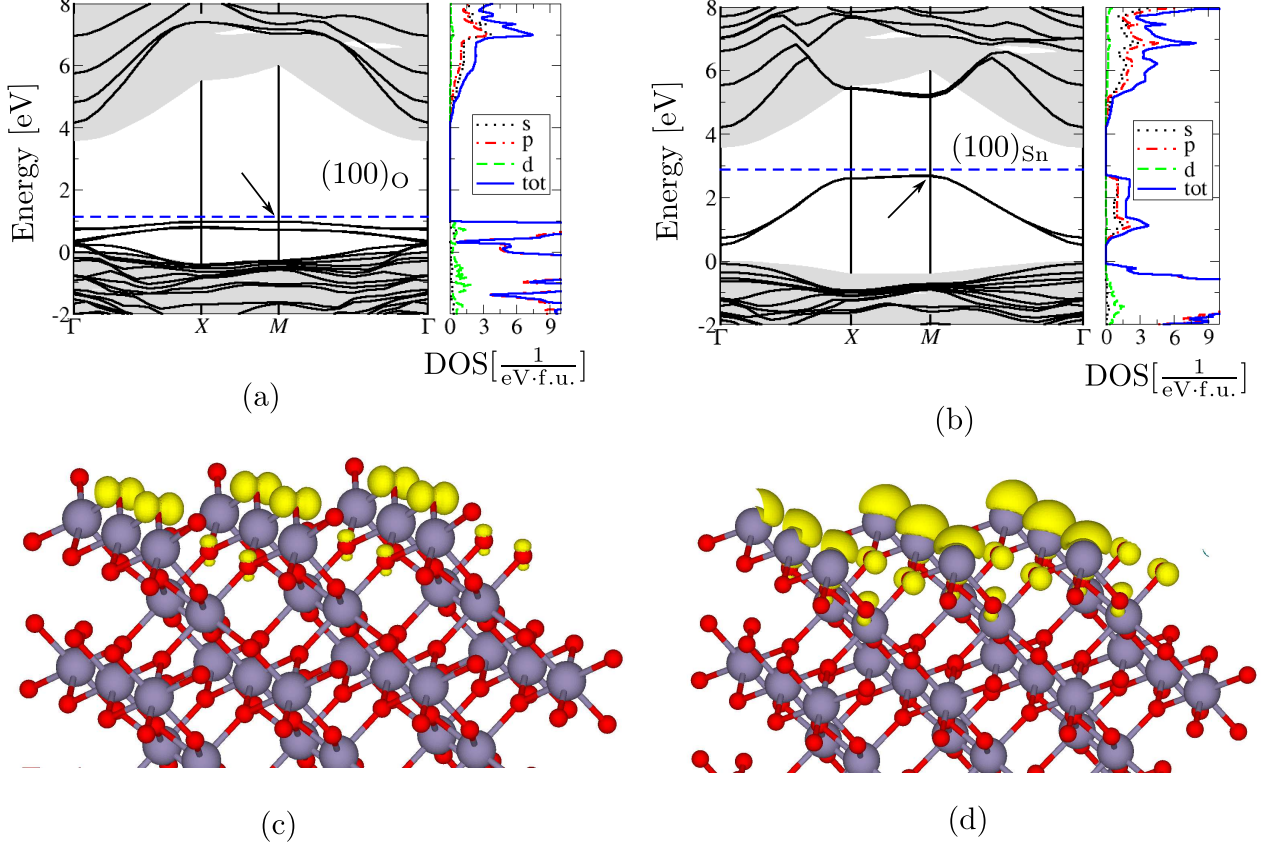 8
6
4
2
0
-2
Energy [eV]
(100)O
Γ
X
M
Γ
s
p
d
tot
0
3
6
9
DOS[1/eV·f.u.]
(a)
8
6
4
2
0
-2
Energy [eV]
(100)Sn
Γ
X
M
Γ
s
p
d
tot
0
3
6
9
DOS[1/eV·f.u.]
(b)
(c)
(d)